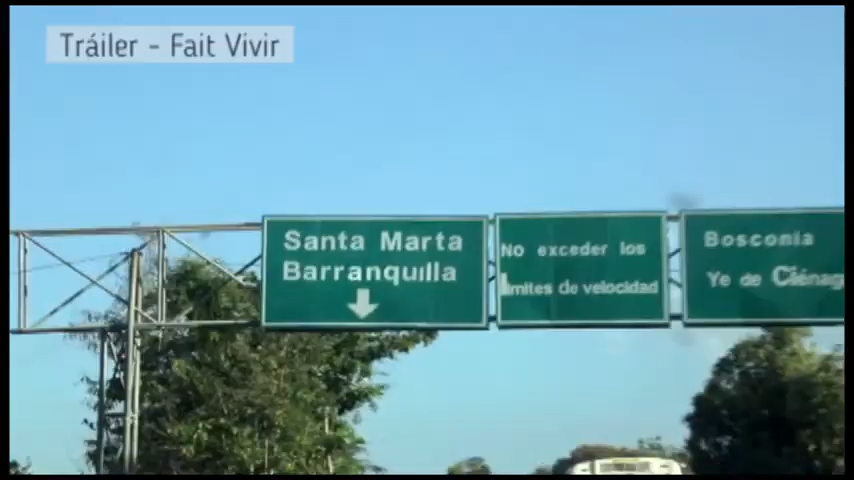 Tráiler - Fait Vivir
Santa Marta
Barranquilla
No exceder los
límites de velocidad
Bosconia
Ye de Ciénag